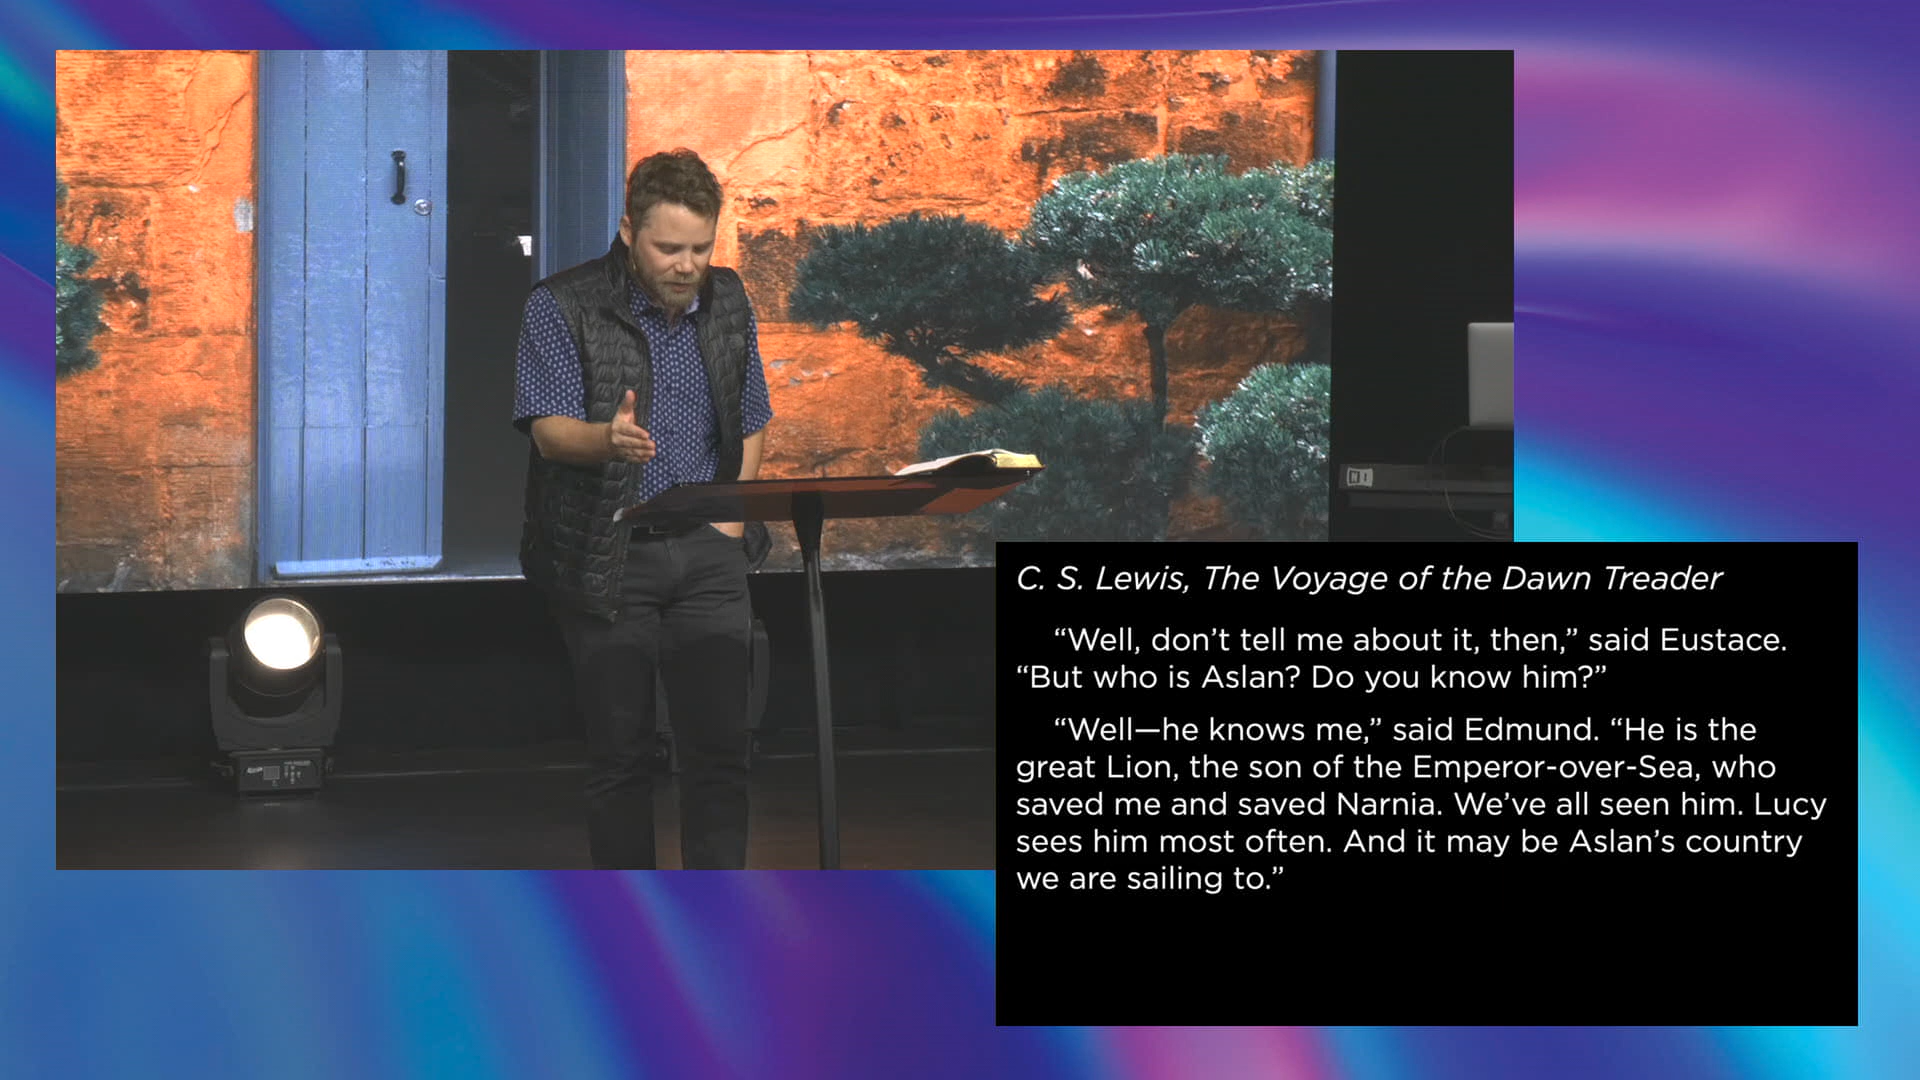 C. S. Lewis, The Voyage of the Dawn Treader
“Well, don’t tell me about it, then,” said Eustace.
“But who is Aslan? Do you know him?”
“Well—he knows me,” said Edmund. “He is the
great Lion, the son of the Emperor-over-Sea, who
saved me and saved Narnia. We’ve all seen him. Lucy
sees him most often. And it may be Aslan’s country
we are sailing to.”